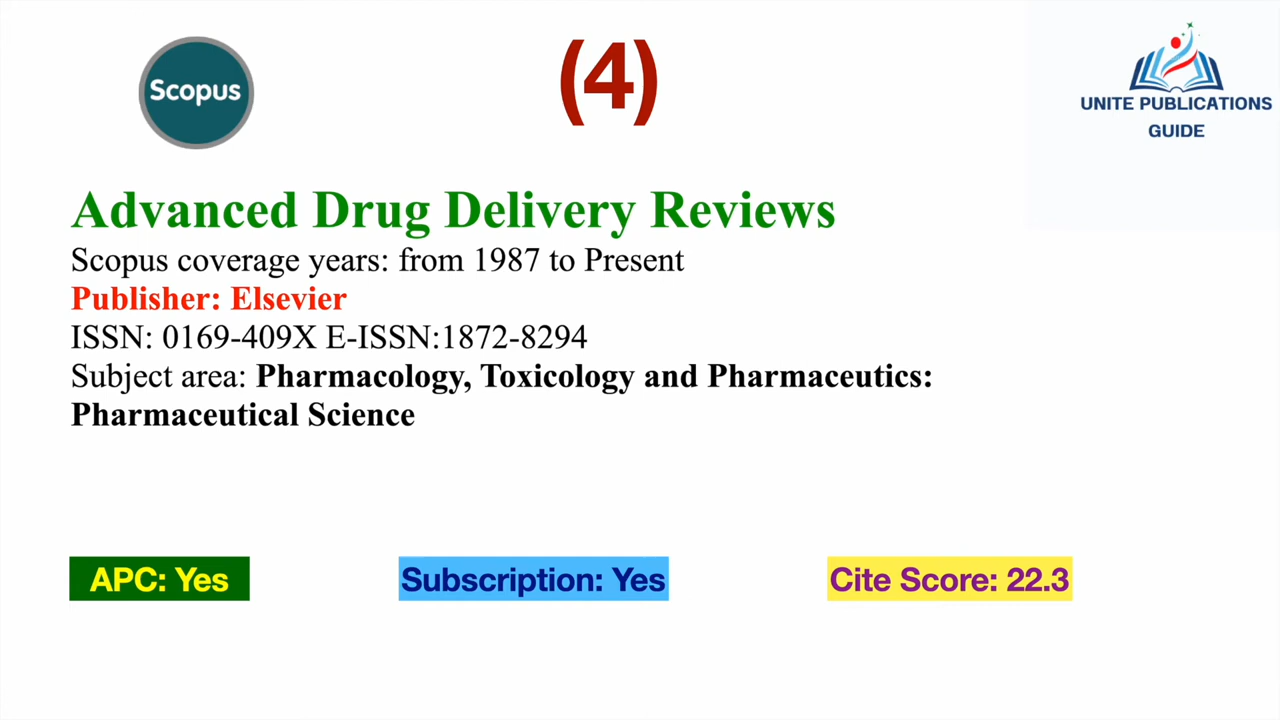 Scopus
(4)
UNITE PUBLICATIONS
GUIDE
Advanced Drug Delivery Reviews
Scopus coverage years: from 1987 to Present
Publisher: Elsevier
ISSN: 0169-409X E-ISSN:1872-8294
Subject area: Pharmacology, Toxicology and Pharmaceutics:
Pharmaceutical Science
APC: Yes
Subscription: Yes
Cite Score: 22.3